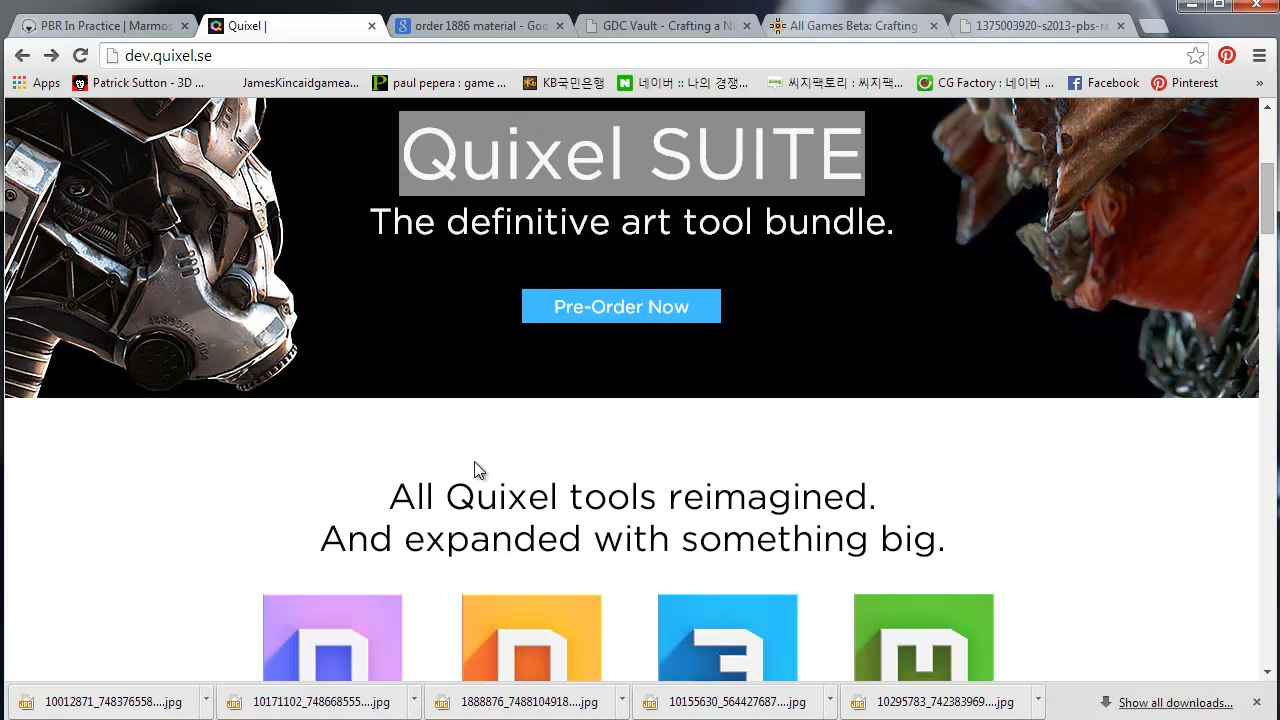 PBR In Practice | Marmos
Quixel |
order1886 material - Goo
GDC Vault - Crafting a Ni
All Games Beta: Crafting
1375003920-s2013-pbs-ra
dev.quixel.se
Apps
Patrick Sutton - 3D ...
JamesKincaidgamea...
paul pepera : game ...
KB국민은행
네이버 :: 나의 경쟁...
씨지팩토리 : 씨지팩...
CG Factory : 네이버 ...
Facebook
Pinterest
»
Quixel SUITE
The definitive art tool bundle.
Pre-Order Now
All Quixel tools reimagined.
And expanded with something big.
10012871_748376558....jpg
10171102_748668555....jpg
1888876_7488104918....jpg
10155630_564427687....jpg
10295783_742383969....jpg
Show all downloads...